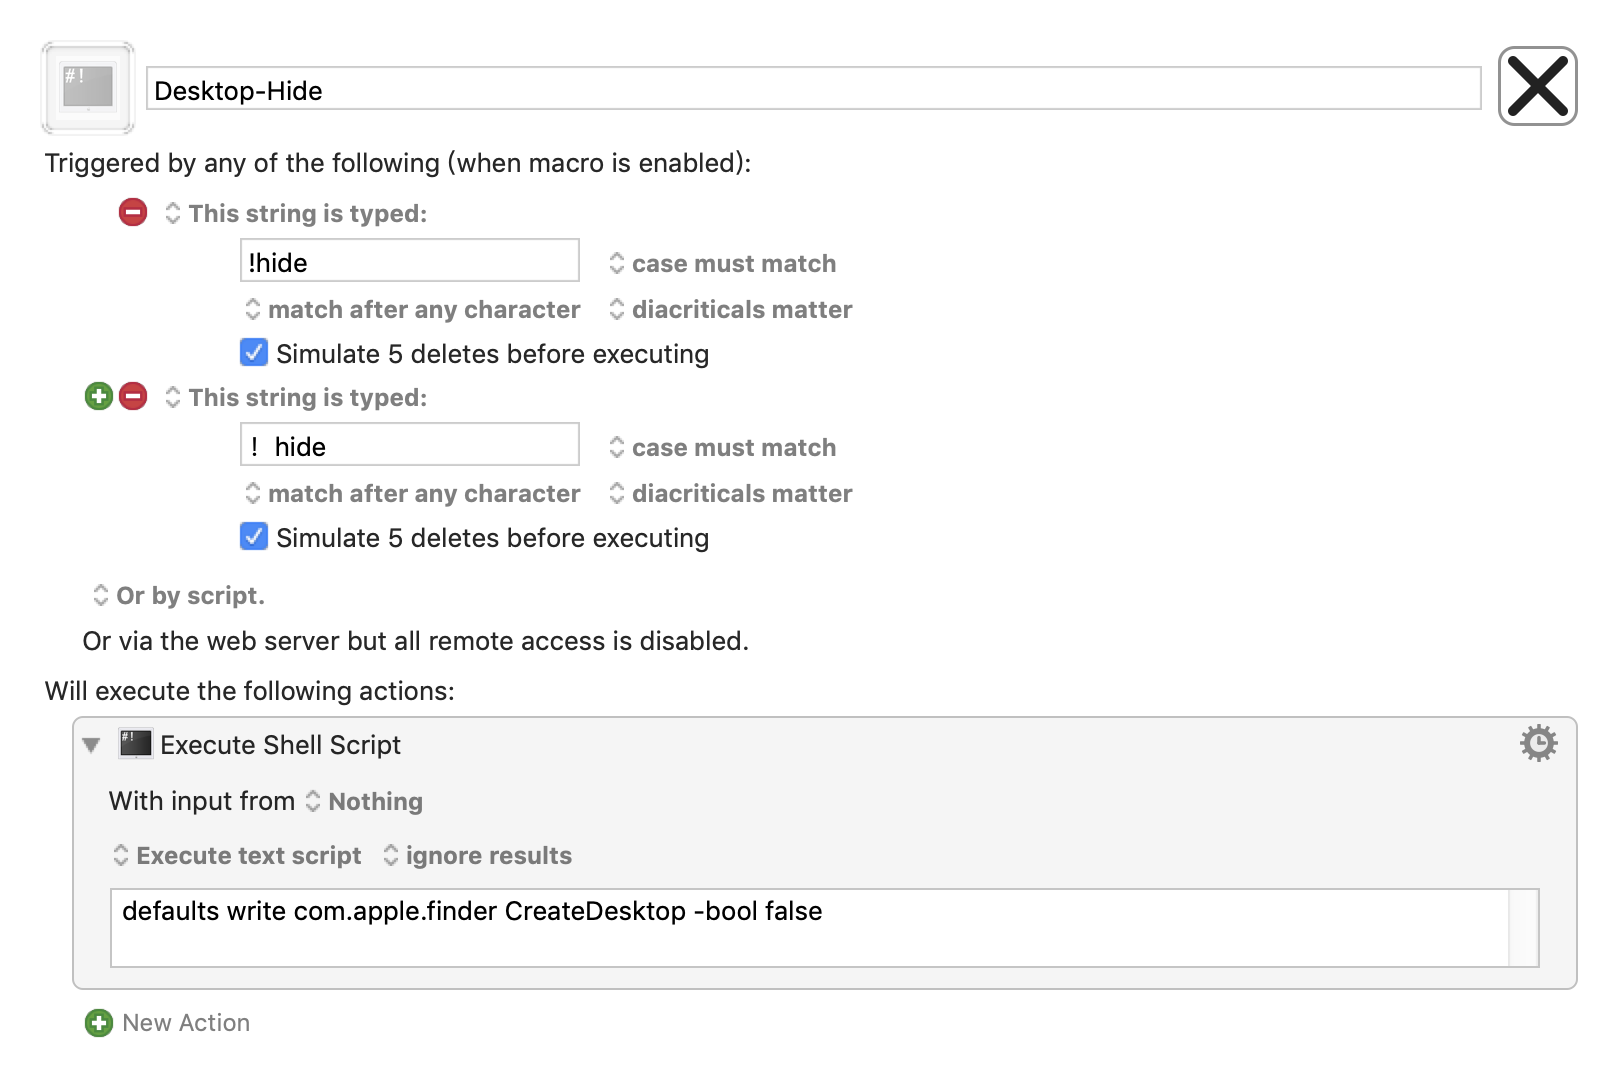 #!
Desktop-Hide
Triggered by any of the following (when macro is enabled):
This string is typed:
!hide
case must match
match after any character
diacriticals matter
Simulate 5 deletes before executing
This string is typed:
!  hide
case must match
match after any character
diacriticals matter
Simulate 5 deletes before executing
Or by script.
Or via the web server but all remote access is disabled.
Will execute the following actions:
#!
Execute Shell Script
With input from Nothing
Execute text script ignore results
defaults write com.apple.finder CreateDesktop -bool false
New Action